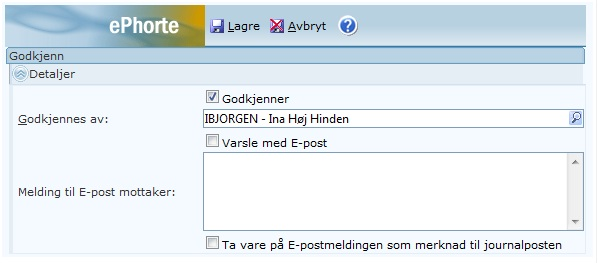 ePhorte Lagre Avbryt ?
Godkjenn
Detaljer
Godkjenner
Godkjennes av: IBJORGEN - Ina Høj Hinden
Varsle med E-post
Melding til E-post mottaker:
Ta vare på E-postmeldingen som merknad til journalposten